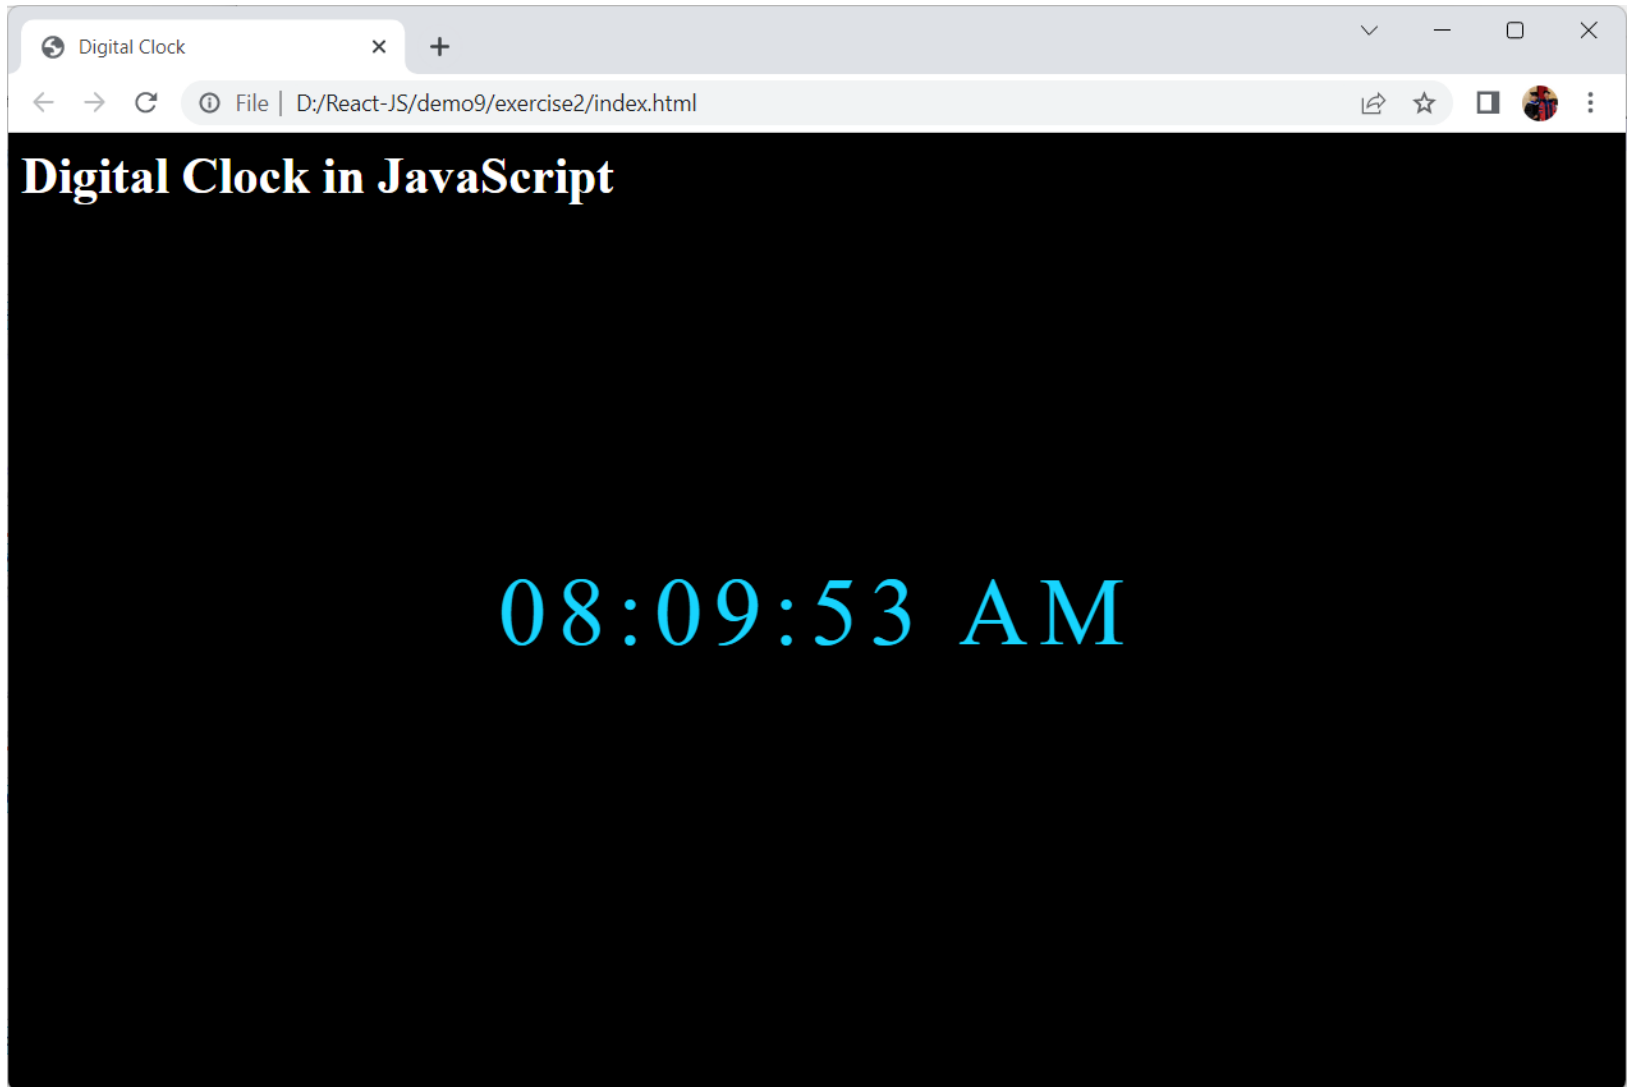 Digital Clock
File | D:/React-JS/demo9/exercise2/index.html
Digital Clock in JavaScript
08:09:53 AM